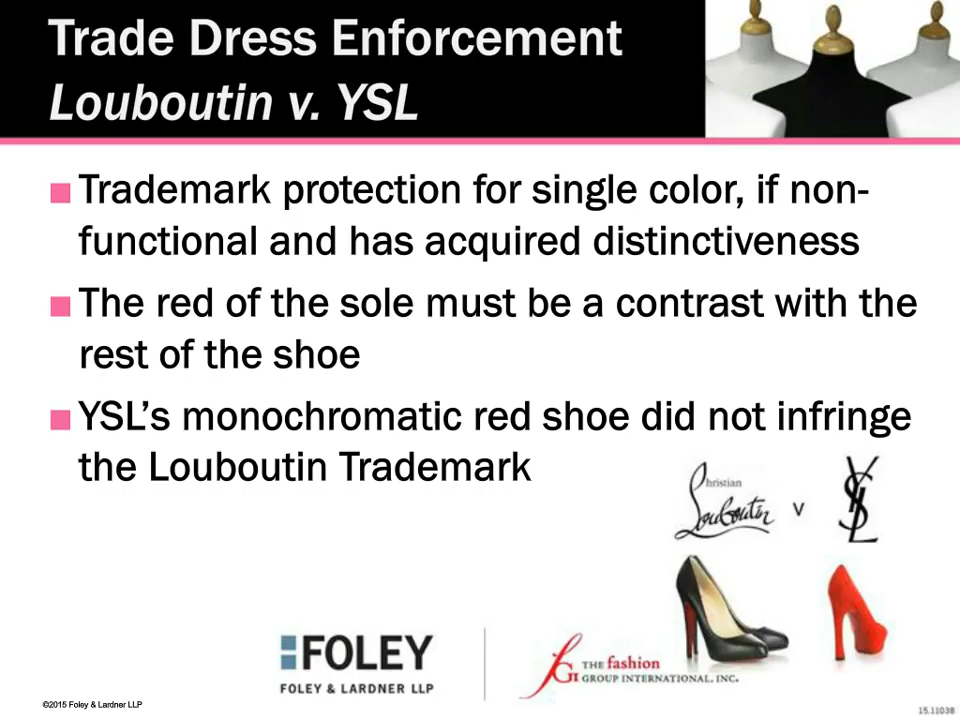 Trade Dress Enforcement
Louboutin v. YSL
Trademark protection for single color, if non-
functional and has acquired distinctiveness
The red of the sole must be a contrast with the
rest of the shoe
YSL’s monochromatic red shoe did not infringe
the Louboutin Trademark
Christian
Louboutin v YSL
FOLEY
FOLEY & LARDNER LLP
FGI THE fashion
GROUP INTERNATIONAL, INC.
©2015 Foley & Lardner LLP
15.11038